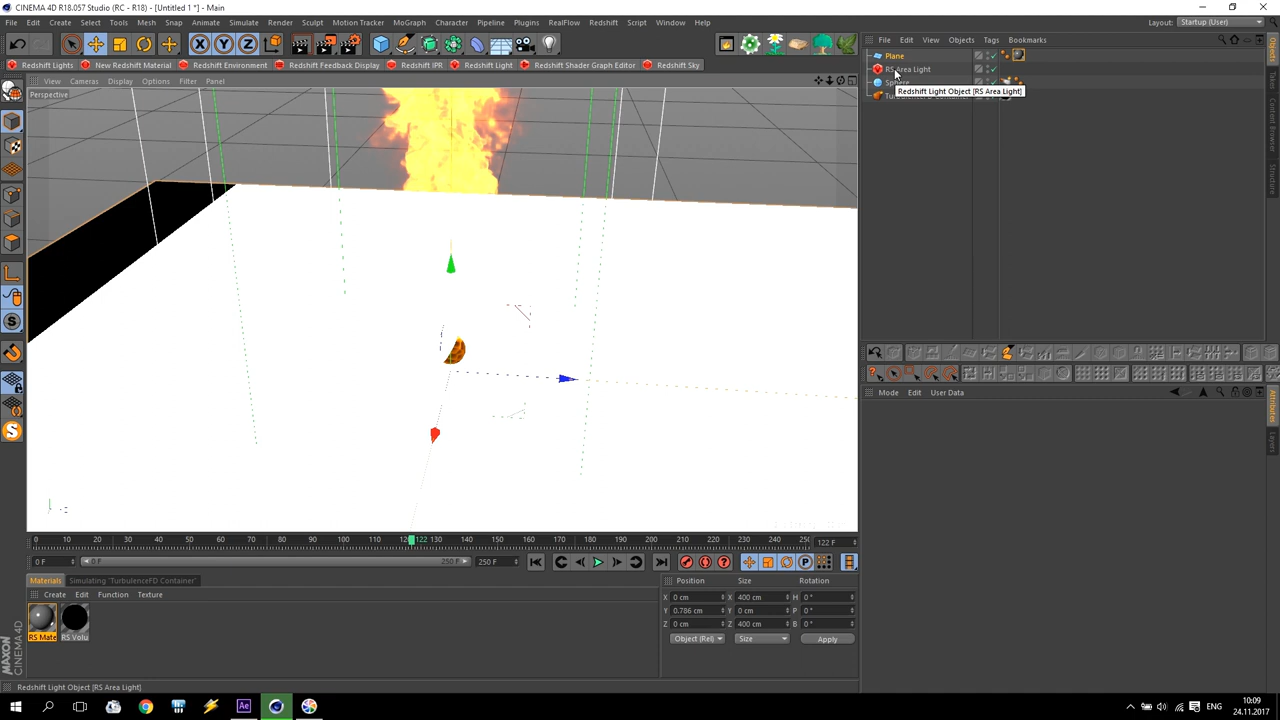 CINEMA 4D R18.057 Studio (RC - R18) - [Untitled 1 *] - Main
File Edit Create Select Tools Mesh Snap Animate Simulate Render Sculpt Motion Tracker MoGraph Character Pipeline Plugins RealFlow Redshift Script Window Help Layout: Startup (User)
File Edit View Objects Tags Bookmarks
Redshift Lights New Redshift Material Redshift Environment Redshift Feedback Display Redshift IPR Redshift Light Redshift Shader Graph Editor Redshift Sky
Plane
RS Area Light
View Cameras Display Options Filter Panel
Redshift Light Object [RS Area Light]
Perspective
Objects
Takes
Content Browser
Structure
Mode Edit User Data
Attributes
Layers
0 10 20 30 40 50 60 70 80 90 100 110 122 130 140 150 160 170 180 190 200 210 220 230 240 122 F
0 F 0 F 250 F 250 F
Materials Simulating "TurbulenceFD Container"
Create Edit Function Texture
Position Size Rotation
X 0 cm X 400 cm H 0 °
Y 0.786 cm Y 0 cm P 0 °
Z 0 cm Z 400 cm B 0 °
Object (Rel) Size Apply
RS Mate RS Volu
MAXON CINEMA 4D
Redshift Light Object [RS Area Light]
ENG 10:09
24.11.2017